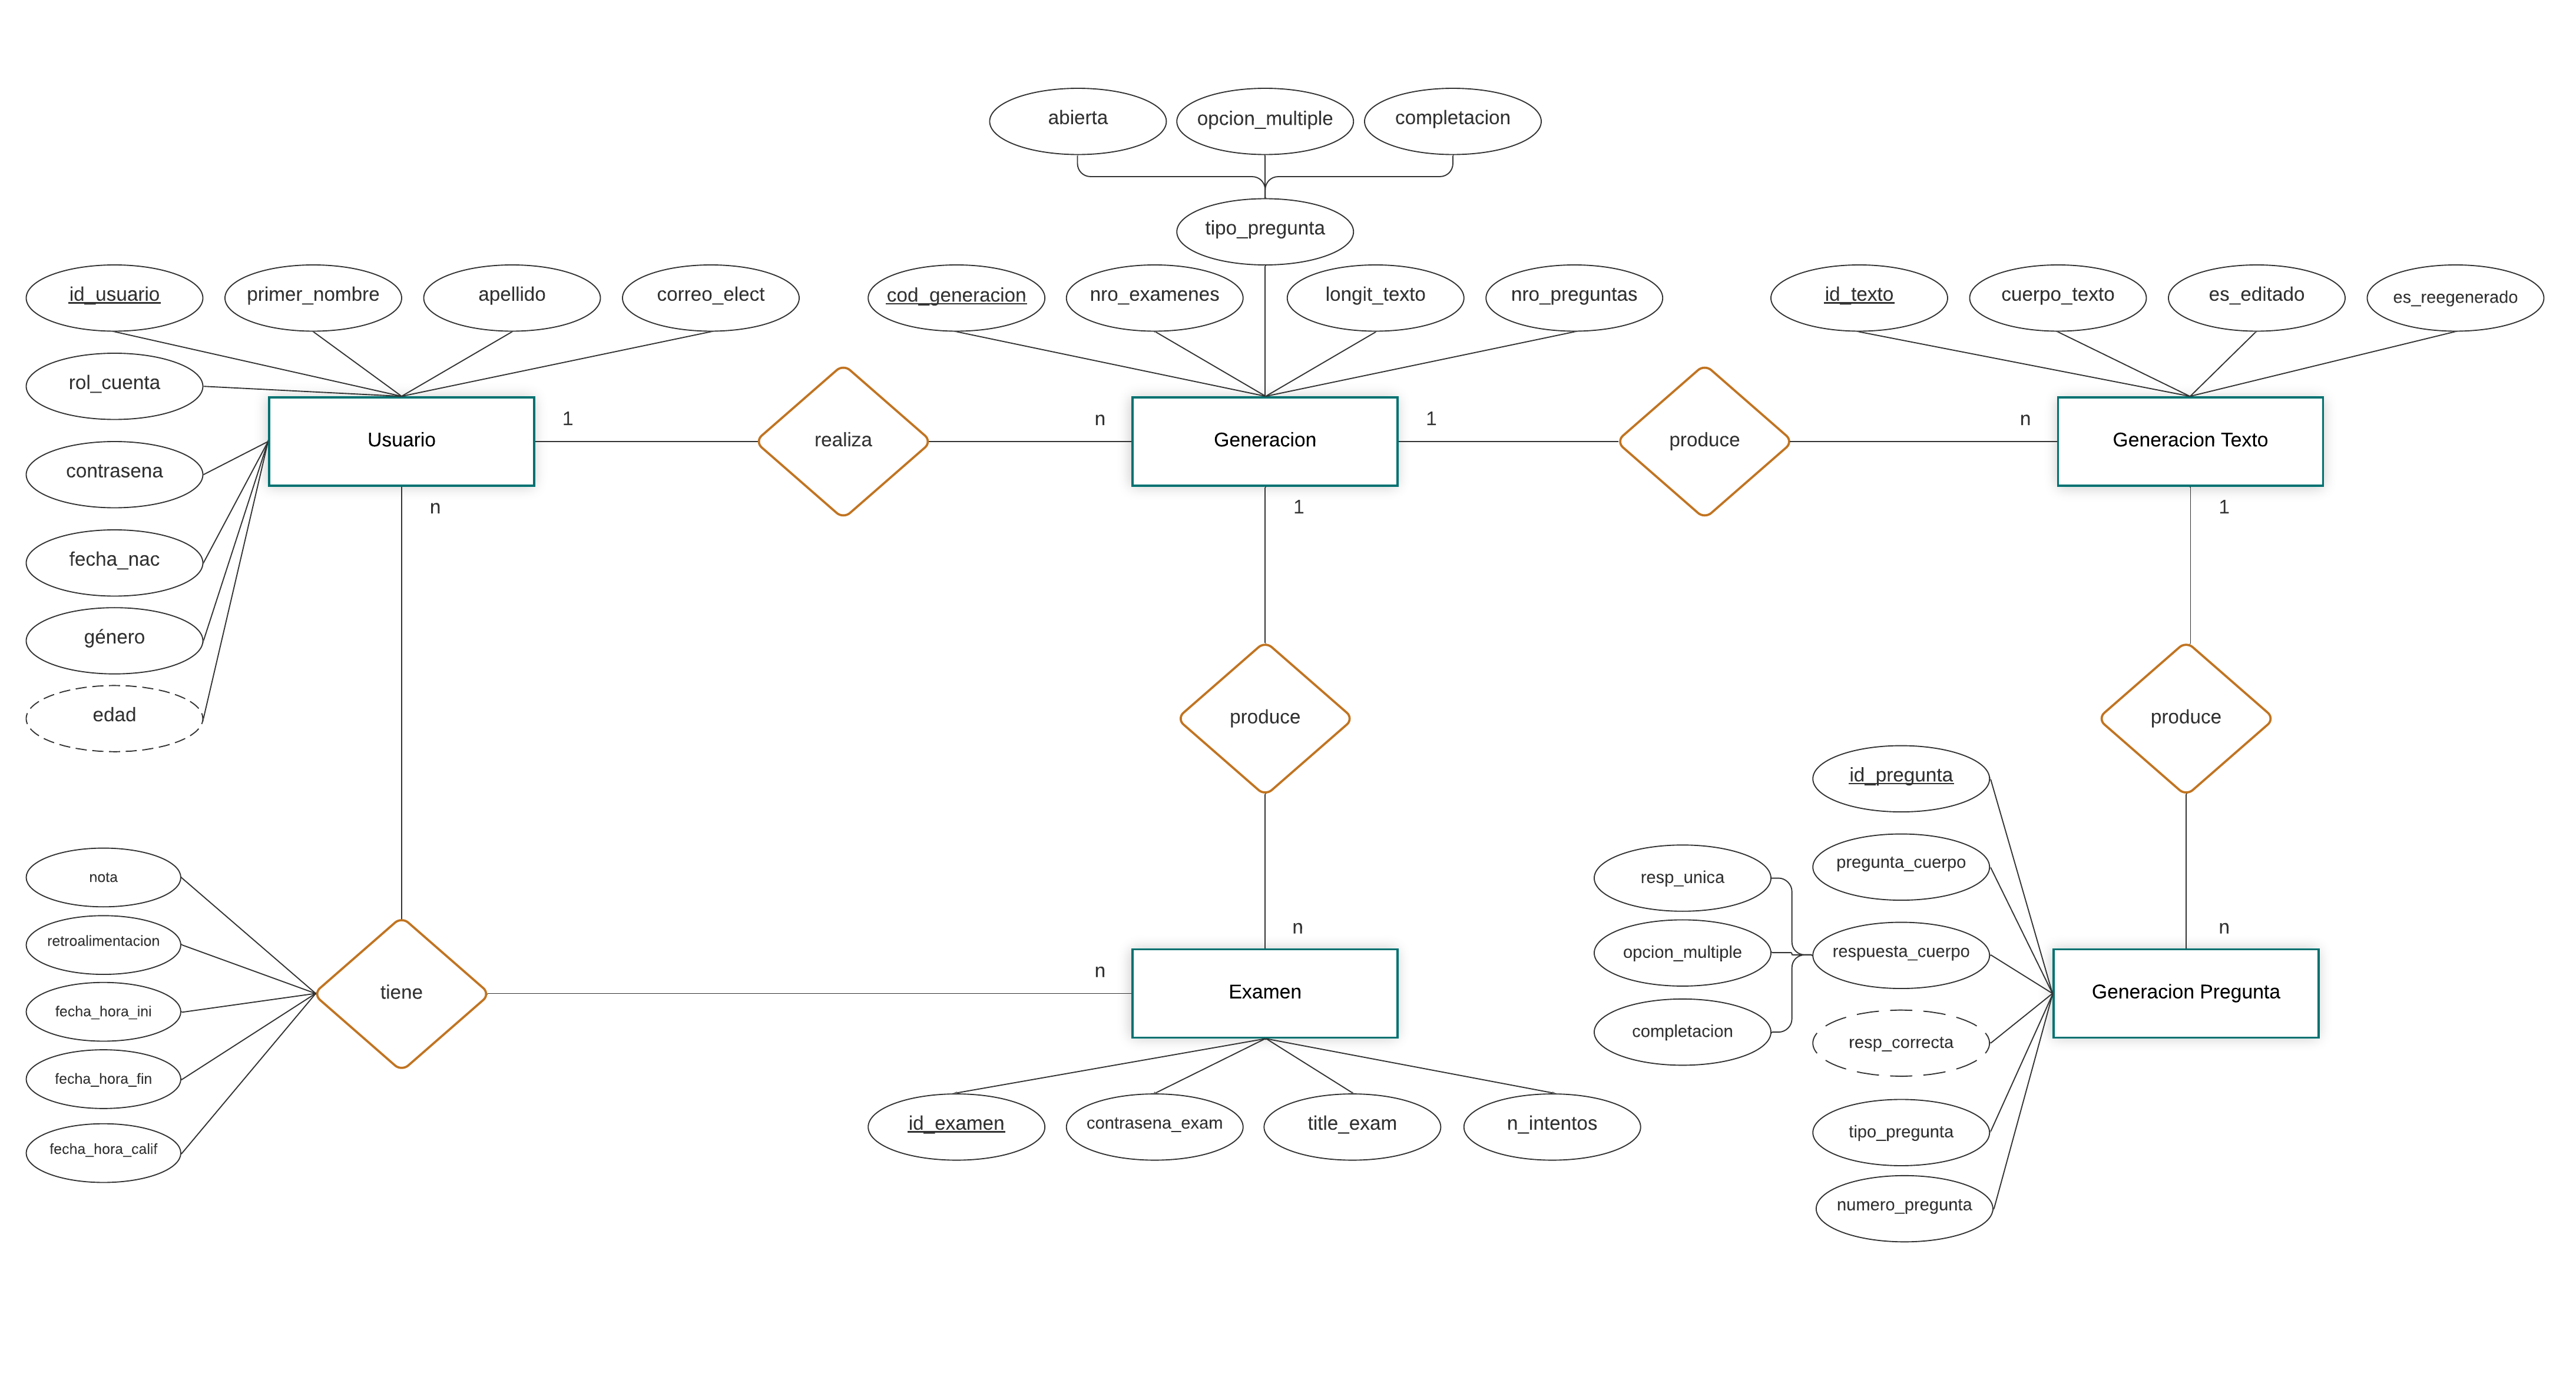 abierta
opcion_multiple
completacion
tipo_pregunta
id_usuario
primer_nombre
apellido
correo_elect
cod_generacion
nro_examenes
longit_texto
nro_preguntas
id_texto
cuerpo_texto
es_editado
es_reegenerado
rol_cuenta
contrasena
fecha_nac
género
edad
Usuario
1
realiza
n
Generacion
1
produce
n
Generacion Texto
n
1
1
produce
produce
id_pregunta
pregunta_cuerpo
respuesta_cuerpo
resp_correcta
tipo_pregunta
numero_pregunta
resp_unica
opcion_multiple
completacion
nota
retroalimentacion
fecha_hora_ini
fecha_hora_fin
fecha_hora_calif
tiene
n
n
Examen
n
Generacion Pregunta
id_examen
contrasena_exam
title_exam
n_intentos